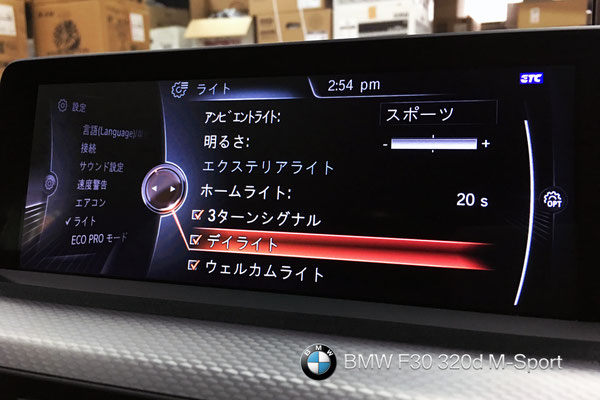 ライト
2:54 pm
ETC
設定
言語(Language)/
接続
サウンド設定
速度警告
エアコン
✓ライト
ECO PRO モード
アンビエントライト:
スポーツ
明るさ:
- +
エクステリアライト
ホームライト:
20 s
3ターンシグナル
デイライト
ウェルカムライト
OPT
BMW
BMW F30 320d M-Sport